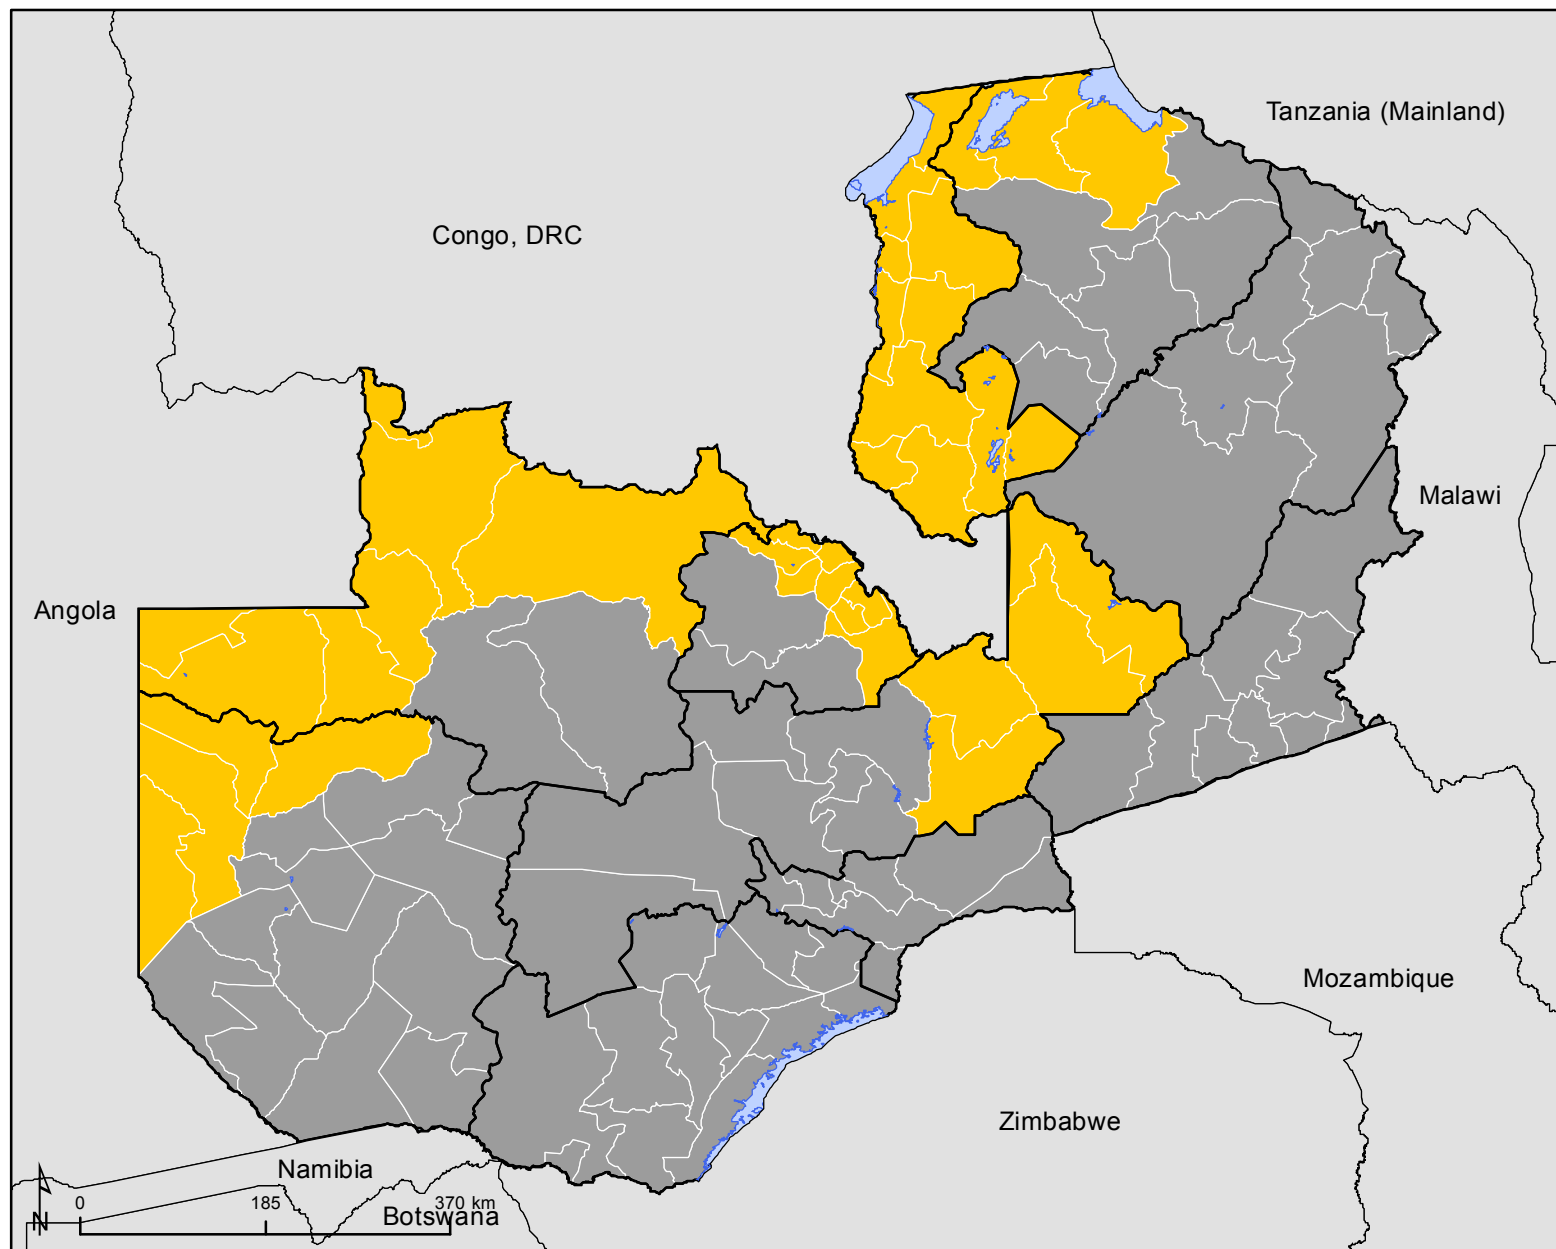 Tanzania (Mainland)
Congo, DRC
Malawi
Angola
Mozambique
Zimbabwe
Namibia
0 185 370 km
Botswana
N